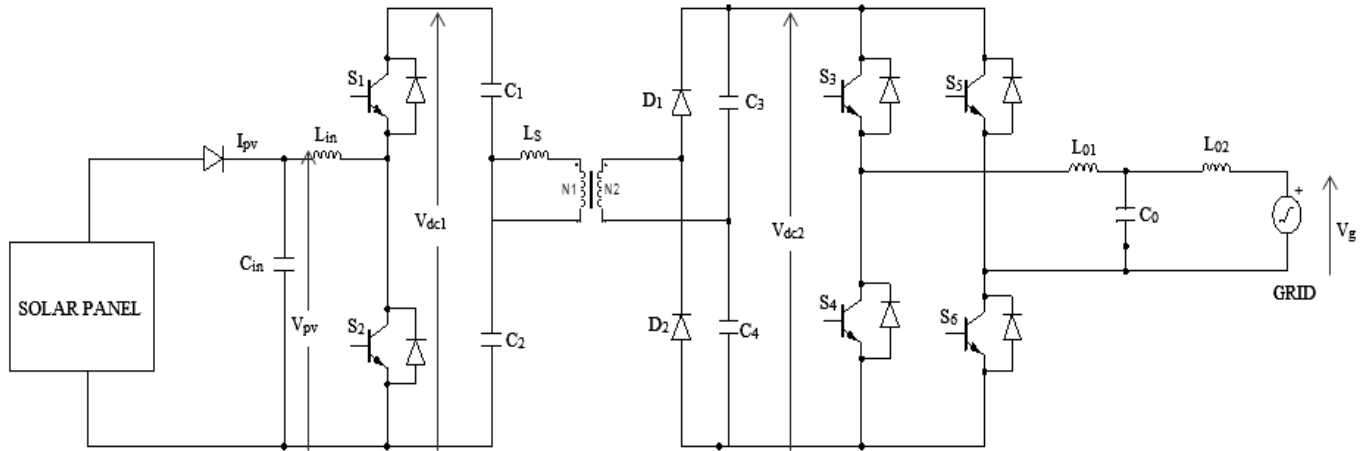 S1
C1
Lin
Ipv
Vdc1
LS
N1
N2
Cin
SOLAR PANEL
Vpv
S2
C2
D1
C3
S3
S5
Vdc2
L01
L02
+
C0
Vg
GRID
D2
C4
S4
S6